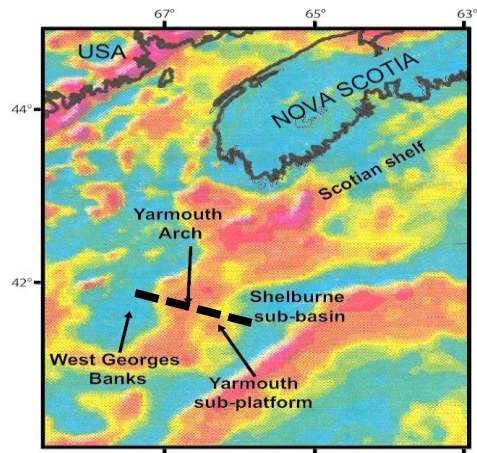 67°
65°
63°
USA
NOVA SCOTIA
44°
Scotian shelf
Yarmouth
Arch
42°
Shelburne
sub-basin
West Georges
Banks
Yarmouth
sub-platform